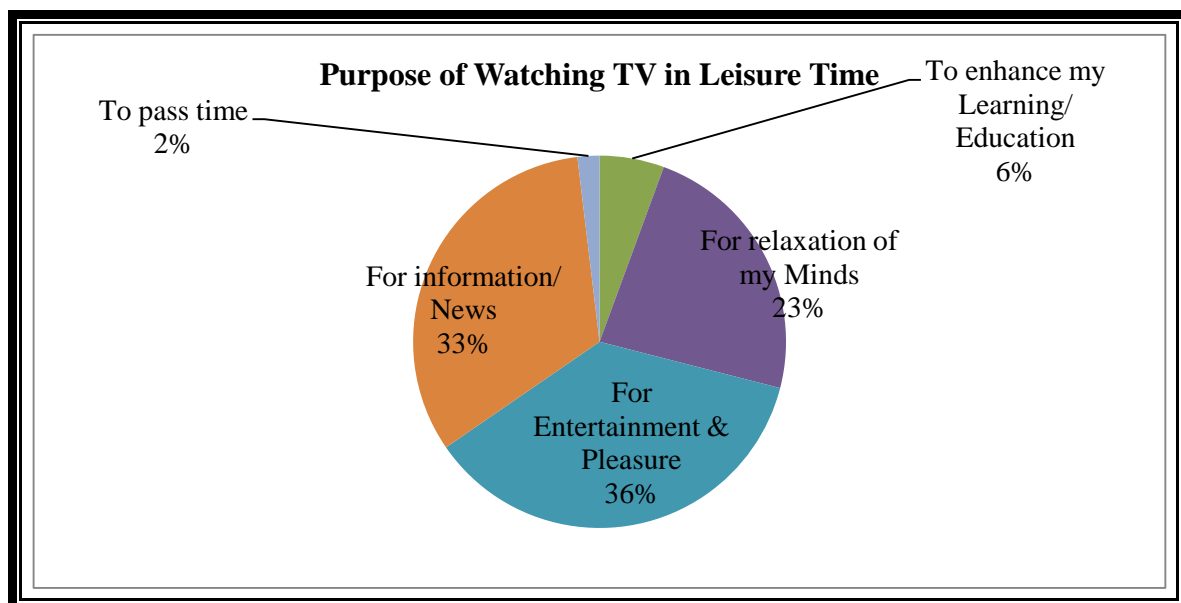 Purpose of Watching TV in Leisure Time
To pass time
2%
To enhance my
Learning/
Education
6%
For relaxation of
my Minds
23%
For information/
News
33%
For
Entertainment &
Pleasure
36%